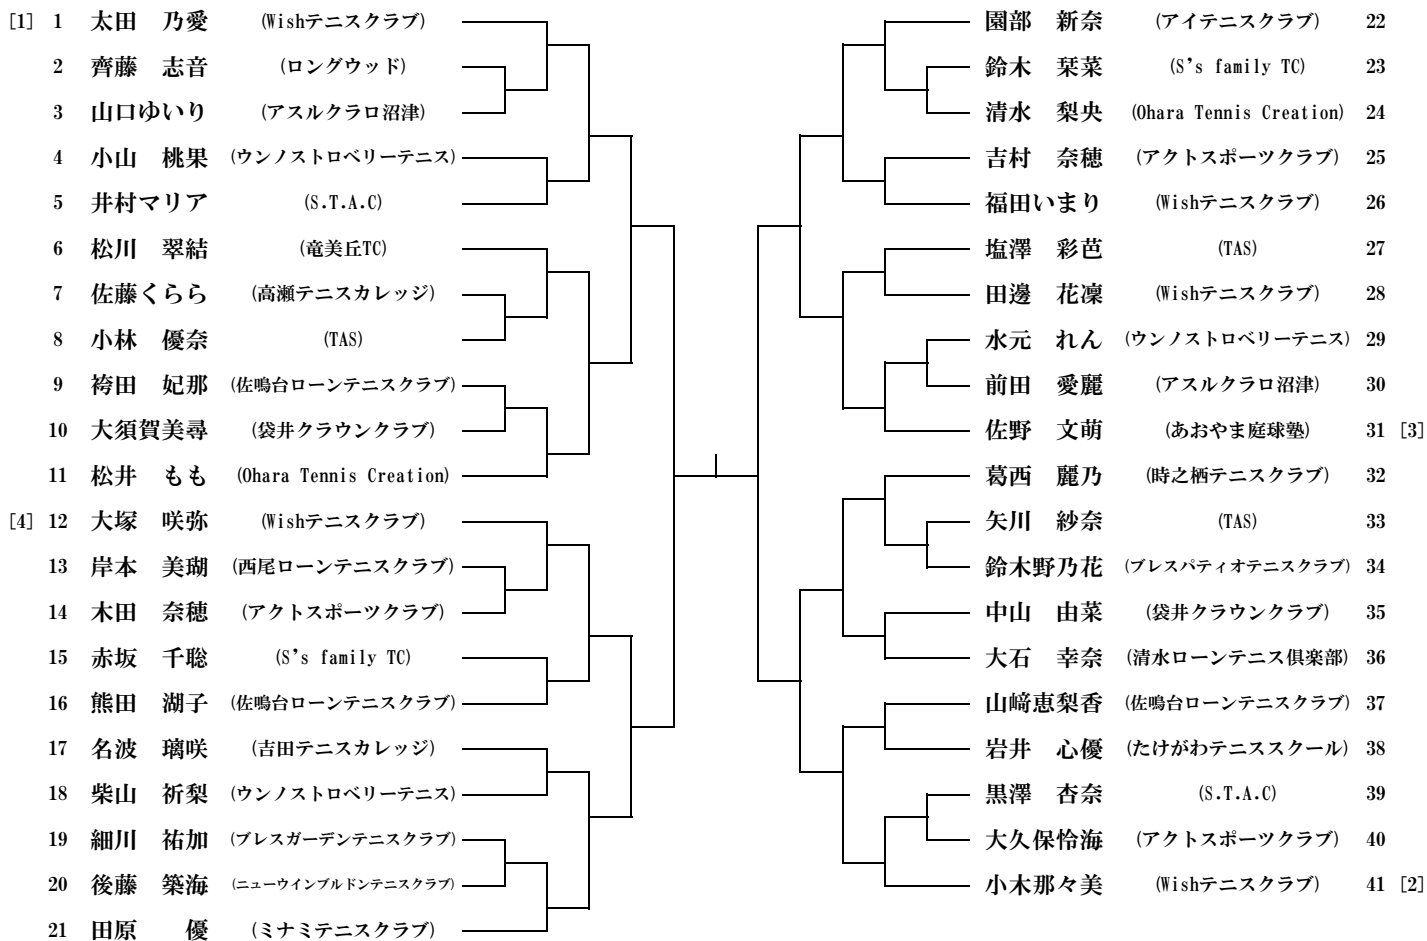 [1] 1 太田 乃愛 (Wishテニスクラブ)
2 齊藤 志音 (ロングウッド)
3 山口ゆいり (アスルクラロ沼津)
4 小山 桃果 (ウンノストロベリーテニス)
5 井村マリア (S.T.A.C)
6 松川 翠結 (竜美丘TC)
7 佐藤くらら (高瀬テニスカレッジ)
8 小林 優奈 (TAS)
9 袴田 妃那 (佐鳴台ローンテニスクラブ)
10 大須賀美尋 (袋井クラウンクラブ)
11 松井 もも (Ohara Tennis Creation)
[4] 12 大塚 咲弥 (Wishテニスクラブ)
13 岸本 美瑚 (西尾ローンテニスクラブ)
14 木田 奈穂 (アクトスポーツクラブ)
15 赤坂 千聡 (S's family TC)
16 熊田 湖子 (佐鳴台ローンテニスクラブ)
17 名波 璃咲 (吉田テニスカレッジ)
18 柴山 祈梨 (ウンノストロベリーテニス)
19 細川 祐加 (ブレスガーデンテニスクラブ)
20 後藤 築海 (ニューウインブルドンテニスクラブ)
21 田原 優 (ミナミテニスクラブ)
園部 新奈 (アイテニスクラブ) 22
鈴木 栞菜 (S's family TC) 23
清水 梨央 (Ohara Tennis Creation) 24
吉村 奈穂 (アクトスポーツクラブ) 25
福田いまり (Wishテニスクラブ) 26
塩澤 彩芭 (TAS) 27
田邊 花凜 (Wishテニスクラブ) 28
水元 れん (ウンノストロベリーテニス) 29
前田 愛麗 (アスルクラロ沼津) 30
佐野 文萌 (あおやま庭球塾) 31 [3]
葛西 麗乃 (時之栖テニスクラブ) 32
矢川 紗奈 (TAS) 33
鈴木野乃花 (ブレスパティオテニスクラブ) 34
中山 由菜 (袋井クラウンクラブ) 35
大石 幸奈 (清水ローンテニス倶楽部) 36
山﨑恵梨香 (佐鳴台ローンテニスクラブ) 37
岩井 心優 (たけがわテニススクール) 38
黒澤 杏奈 (S.T.A.C) 39
大久保怜海 (アクトスポーツクラブ) 40
小木那々美 (Wishテニスクラブ) 41 [2]